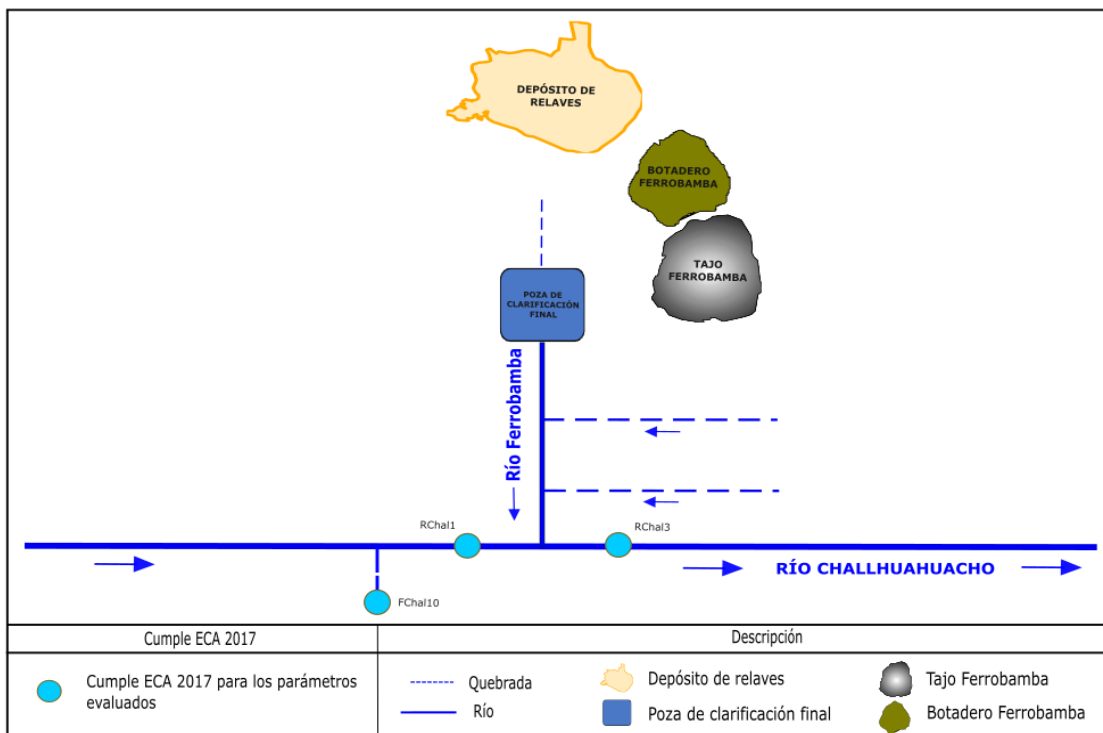 DEPÓSITO DE
RELAVES
BOTADERO
FERROBAMBA
TAJO
FERROBAMBA
POZA DE
CLARIFICACIÓN
FINAL
Río Ferrobamba
RChal1
RChal3
RÍO CHALLHUAHUACHO
FChal10
Cumple ECA 2017
Descripción
Cumple ECA 2017 para los parámetros
evaluados
Quebrada
Río
Depósito de relaves
Poza de clarificación final
Tajo Ferrobamba
Botadero Ferrobamba